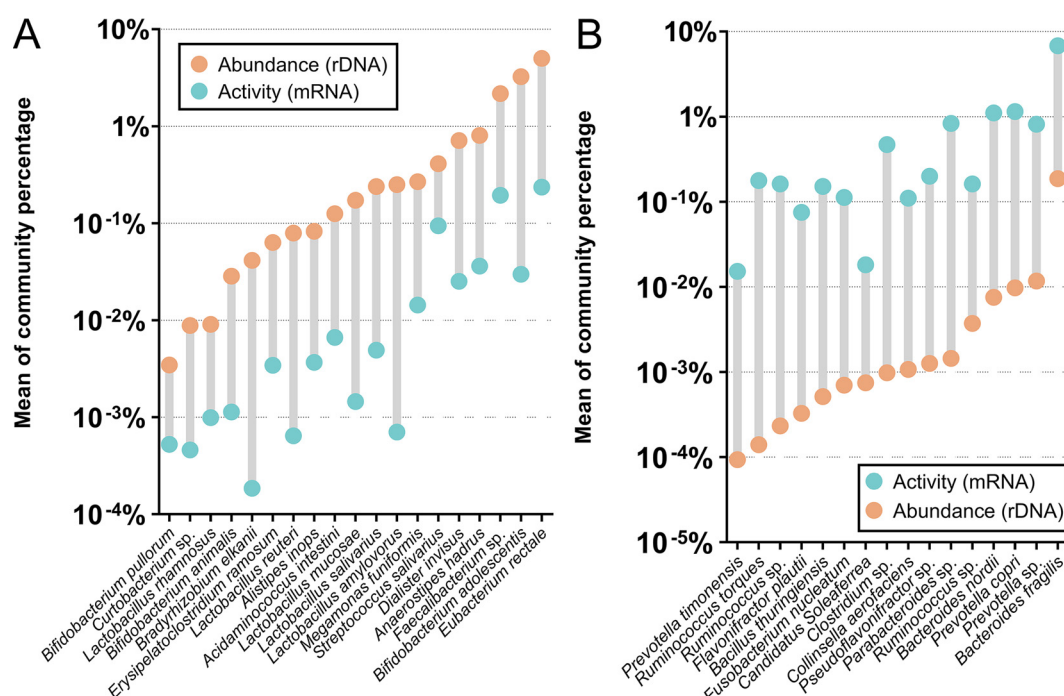 A
Mean of community percentage
10%
1%
10⁻¹%
10⁻²%
10⁻³%
10⁻⁴%
Abundance (rDNA)
Activity (mRNA)
Bifidobacterium pullorum
Curtobacterium sp.
Lactobacillus rhamnosus
Bifidobacterium animalis
Bradyrhizobium elkanii
Erysipelatoclostridium ramosum
Lactobacillus reuteri
Alistipes inops
Acidaminococcus intestini
Lactobacillus mucosae
Lactobacillus salivarius
Lactobacillus amylovorus
Megamonas funiformis
Streptococcus salivarius
Dialister invisus
Anaerostipes hadrus
Faecalibacterium sp.
Bifidobacterium adolescentis
Eubacterium rectale
B
Mean of community percentage
10%
1%
10⁻¹%
10⁻²%
10⁻³%
10⁻⁴%
10⁻⁵%
Activity (mRNA)
Abundance (rDNA)
Prevotella timonensis
Ruminococcus torques
Ruminococcus sp.
Flavonifractor plautii
Bacillus thuringiensis
Fusobacterium nucleatum
Candidatus Soleaferrea
Clostridium sp.
Collinsella aerofaciens
Pseudoflavonifractor sp.
Parabacteroides sp.
Ruminococcus sp.
Bacteroides nordii
Prevotella copri
Prevotella sp.
Bacteroides fragilis